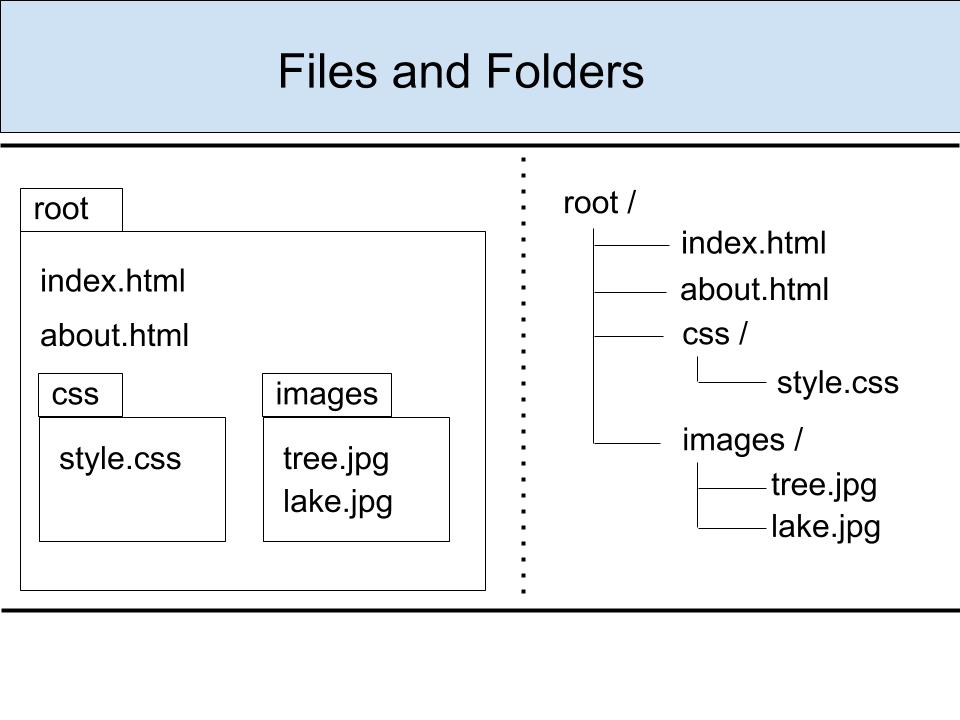 Files and Folders
root
index.html
about.html
css
images
style.css
tree.jpg
lake.jpg
root /
index.html
about.html
css /
style.css
images /
tree.jpg
lake.jpg